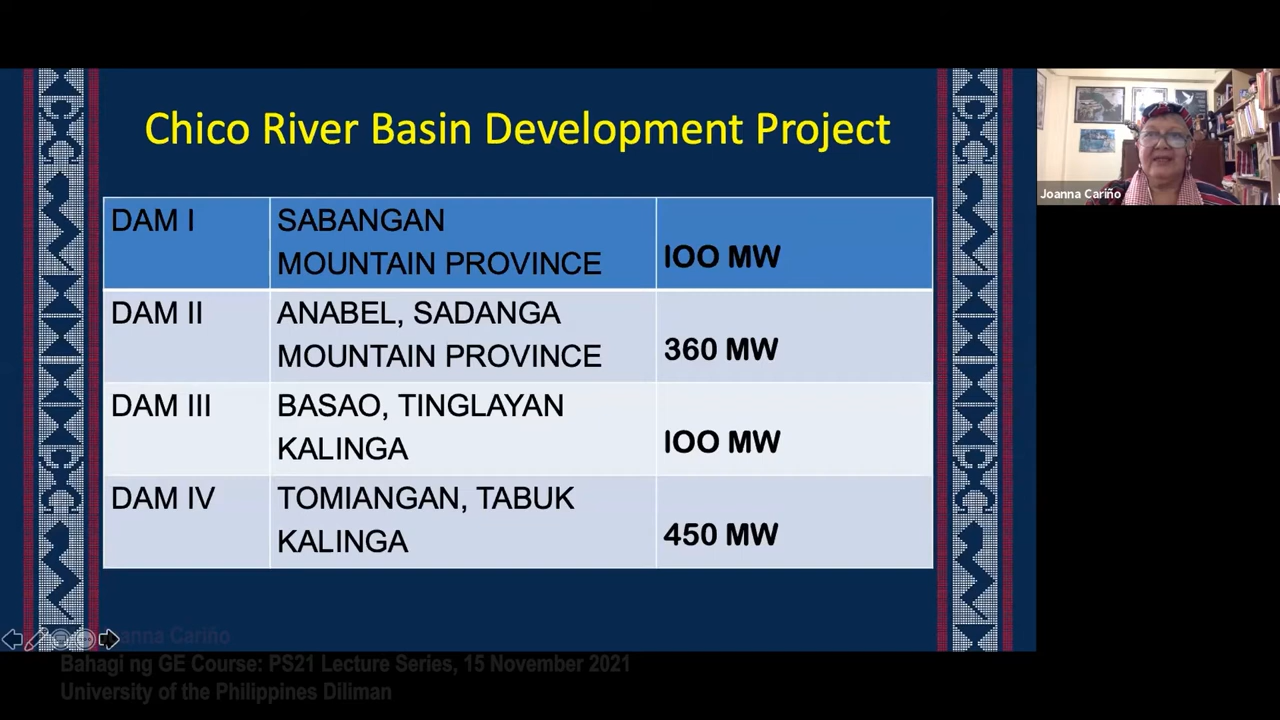 Chico River Basin Development Project
DAM I
SABANGAN
MOUNTAIN PROVINCE
IOO MW
DAM II
ANABEL, SADANGA
MOUNTAIN PROVINCE
360 MW
DAM III
BASAO, TINGLAYAN
KALINGA
IOO MW
DAM IV
TOMIANGAN, TABUK
KALINGA
450 MW
Joanna Cariño
Cariño
Bahagi ng GE Course: PS21 Lecture Series, 15 November 2021
University of the Philippines Diliman